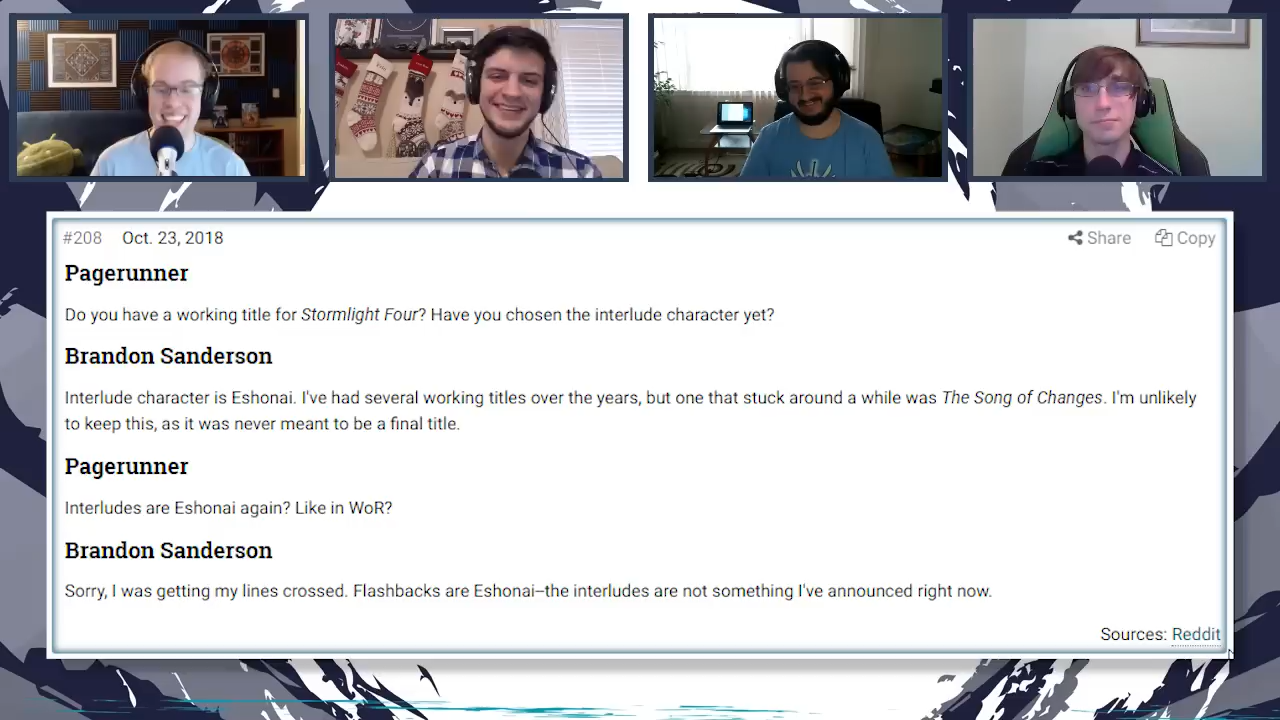 #208 Oct. 23, 2018 Share Copy
Pagerunner
Do you have a working title for Stormlight Four? Have you chosen the interlude character yet?
Brandon Sanderson
Interlude character is Eshonai. I've had several working titles over the years, but one that stuck around a while was The Song of Changes. I'm unlikely
to keep this, as it was never meant to be a final title.
Pagerunner
Interludes are Eshonai again? Like in WoR?
Brandon Sanderson
Sorry, I was getting my lines crossed. Flashbacks are Eshonai–the interludes are not something I've announced right now.
Sources: Reddit